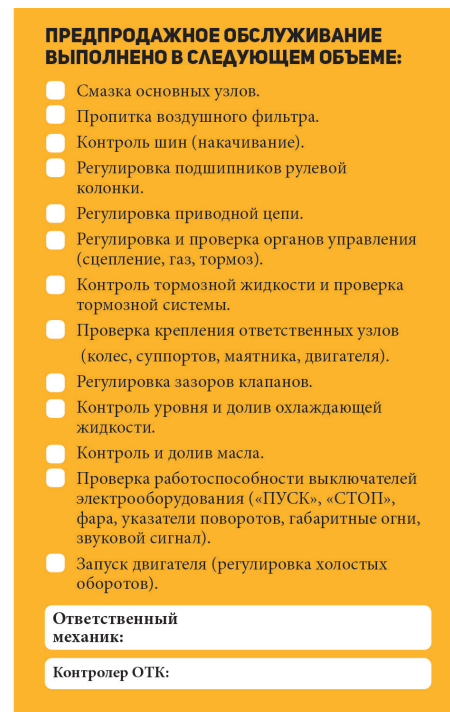 ПРЕДПРОДАЖНОЕ ОБСЛУЖИВАНИЕ
ВЫПОЛНЕНО В СЛЕДУЮЩЕМ ОБЪЕМЕ:
Смазка основных узлов.
Пропитка воздушного фильтра.
Контроль шин (накачивание).
Регулировка подшипников рулевой
колонки.
Регулировка приводной цепи.
Регулировка и проверка органов управления
(сцепление, газ, тормоз).
Контроль тормозной жидкости и проверка
тормозной системы.
Проверка крепления ответственных узлов
(колес, суппортов, маятника, двигателя).
Регулировка зазоров клапанов.
Контроль уровня и долив охлаждающей
жидкости.
Контроль и долив масла.
Проверка работоспособности выключателей
электрооборудования («ПУСК», «СТОП»,
фара, указатели поворотов, габаритные огни,
звуковой сигнал).
Запуск двигателя (регулировка холостых
оборотов).
Ответственный
механик:
Контролер ОТК: